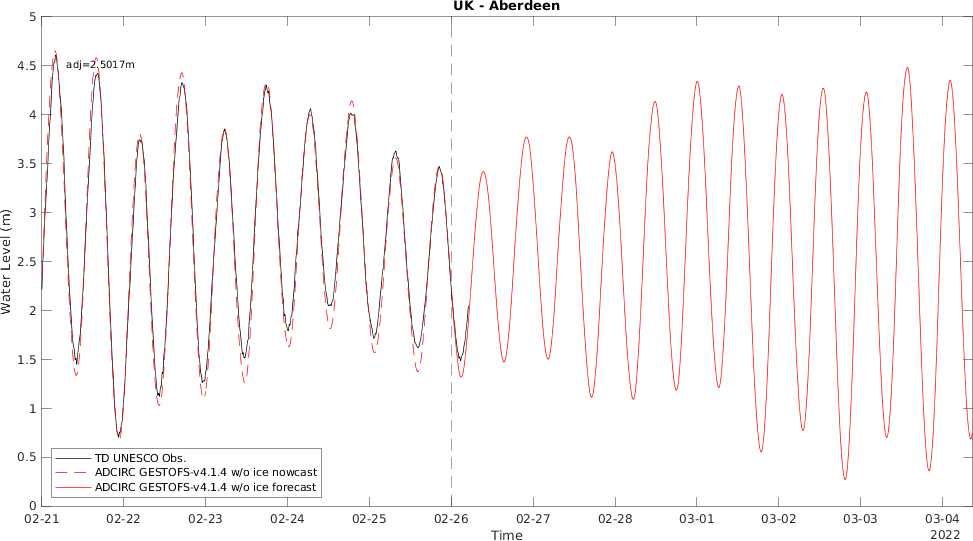 UK - Aberdeen
5
4.5
4
3.5
3
2.5
2
1.5
1
0.5
0
Water Level (m)
adj=2.5017m
TD UNESCO Obs.
ADCIRC GESTOFS-v4.1.4 w/o ice nowcast
ADCIRC GESTOFS-v4.1.4 w/o ice forecast
02-21 02-22 02-23 02-24 02-25 02-26 02-27 02-28 03-01 03-02 03-03 03-04
2022
Time